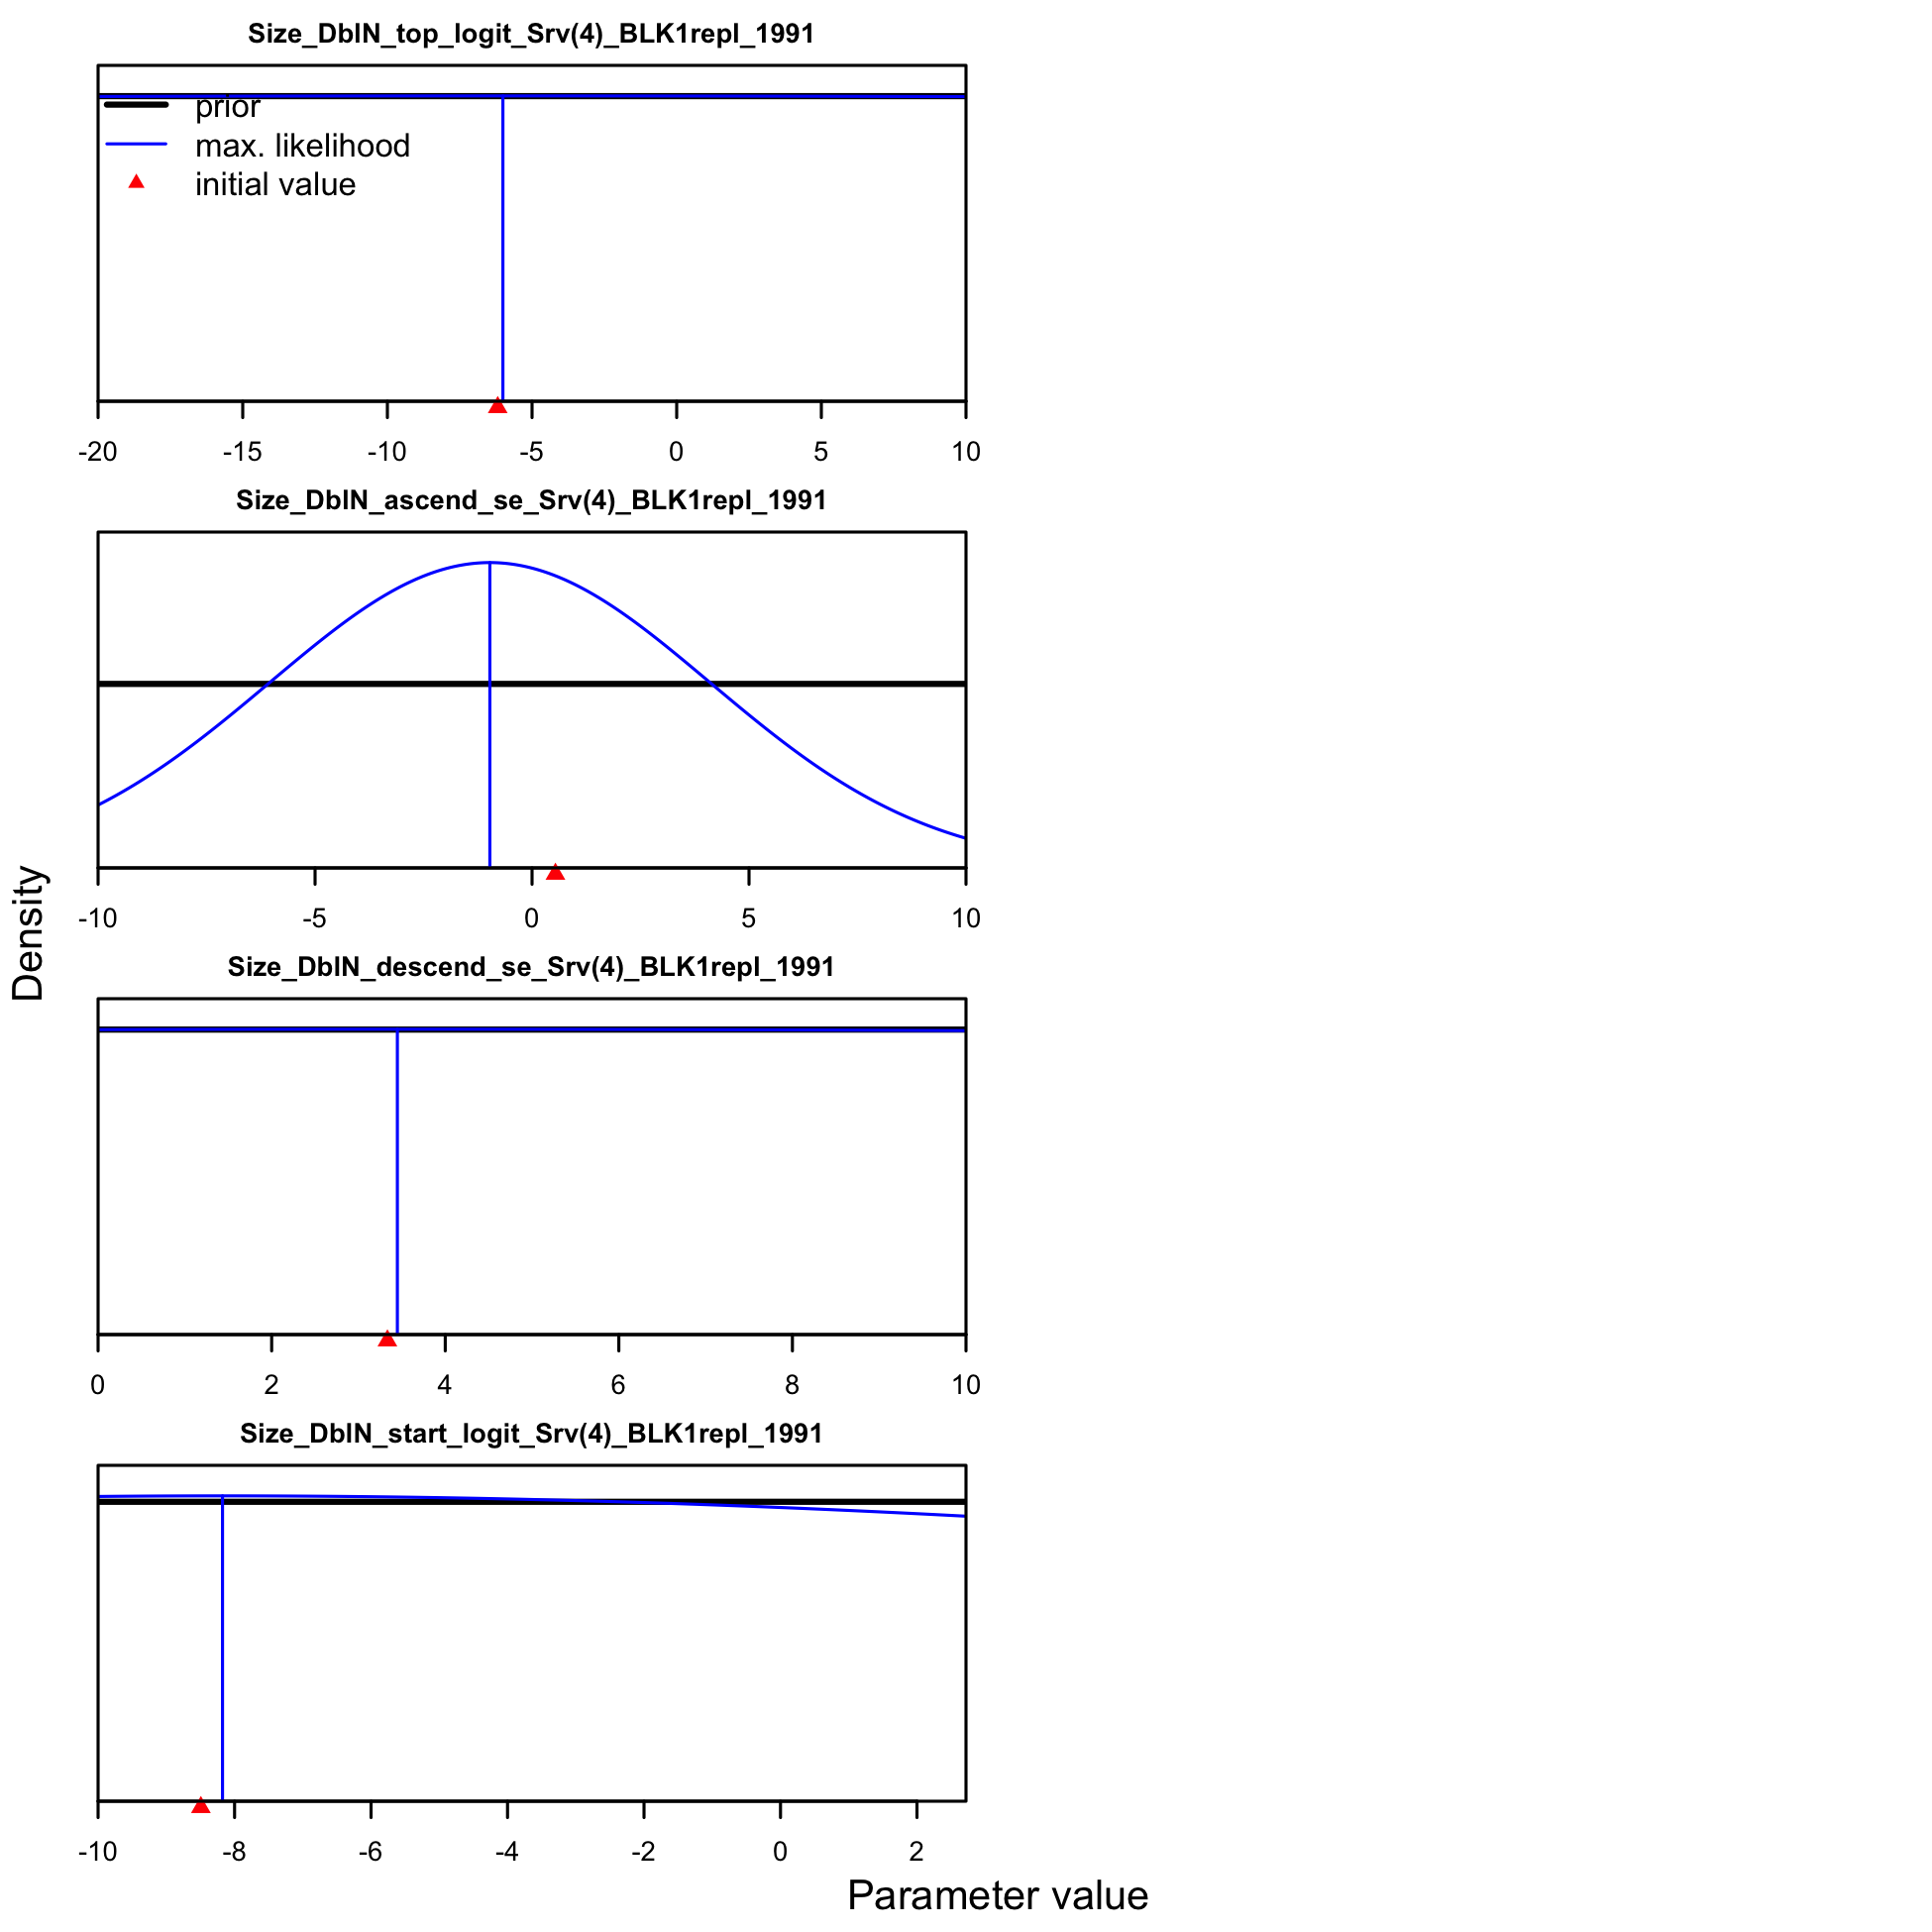 Size_DblN_top_logit_Srv(4)_BLK1repl_1991
prior
max. likelihood
initial value
-20 -15 -10 -5 0 5 10
Size_DblN_ascend_se_Srv(4)_BLK1repl_1991
-10 -5 0 5 10
Density
Size_DblN_descend_se_Srv(4)_BLK1repl_1991
0 2 4 6 8 10
Size_DblN_start_logit_Srv(4)_BLK1repl_1991
-10 -8 -6 -4 -2 0 2
Parameter value